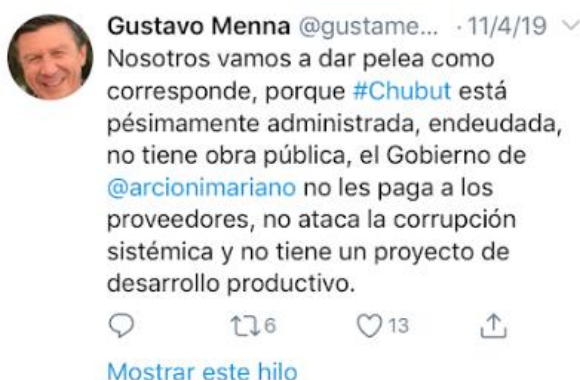 Gustavo Menna @gustame... · 11/4/19
Nosotros vamos a dar pelea como
corresponde, porque #Chubut está
pésimamente administrada, endeudada,
no tiene obra pública, el Gobierno de
@arcionimariano no les paga a los
proveedores, no ataca la corrupción
sistémica y no tiene un proyecto de
desarrollo productivo.
6 13
Mostrar este hilo